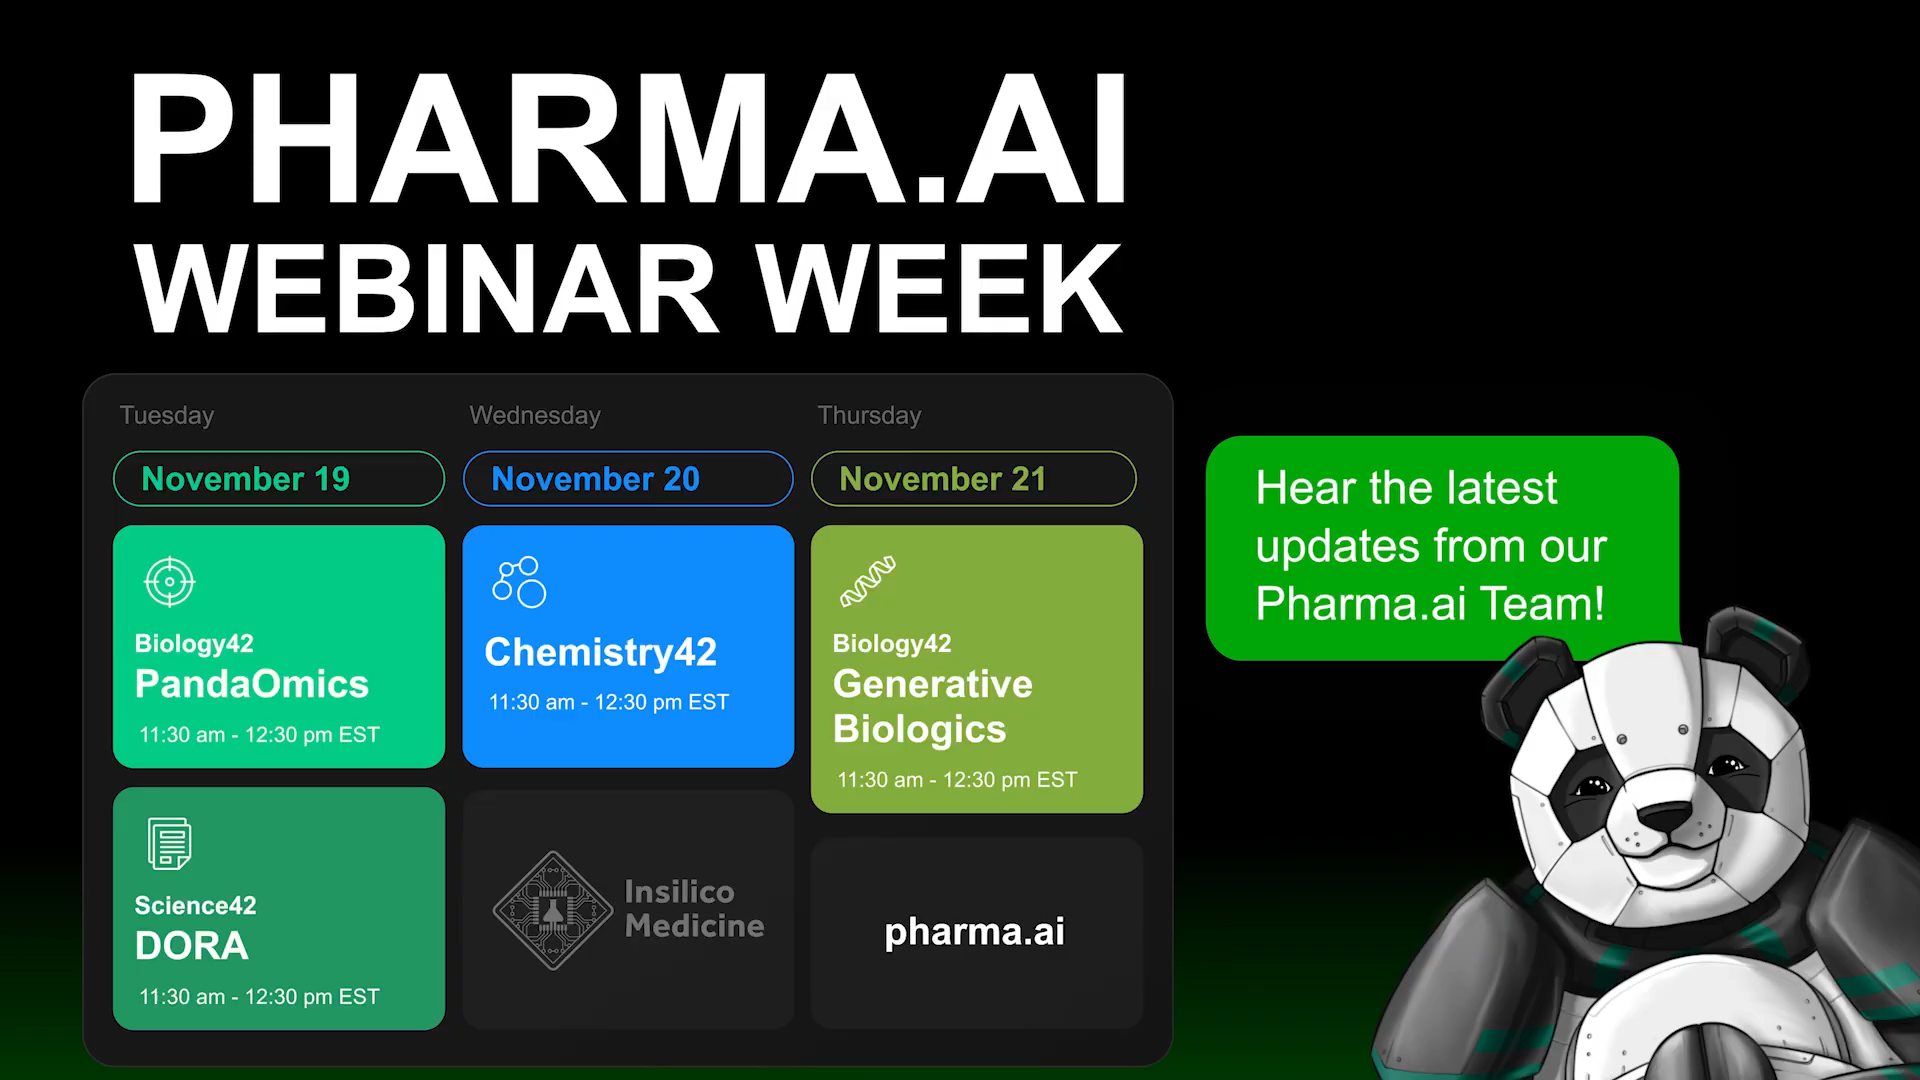 PHARMA.AI
WEBINAR WEEK
Tuesday
November 19
Biology42
PandaOmics
11:30 am - 12:30 pm EST
Science42
DORA
11:30 am - 12:30 pm EST
Wednesday
November 20
Chemistry42
11:30 am - 12:30 pm EST
Insilico
Medicine
Thursday
November 21
Biology42
Generative
Biologics
11:30 am - 12:30 pm EST
pharma.ai
Hear the latest
updates from our
Pharma.ai Team!